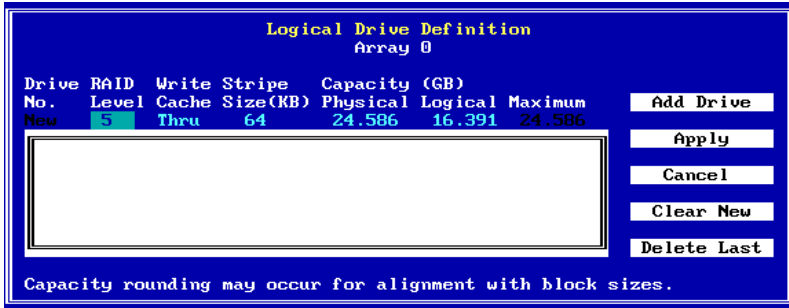 Logical Drive Definition
Array 0
Drive RAID Write Stripe Capacity (GB)
No. Level Cache Size(KB) Physical Logical Maximum
New 5 Thru 64 24.586 16.391 24.586
Add Drive
Apply
Cancel
Clear New
Delete Last
Capacity rounding may occur for alignment with block sizes.